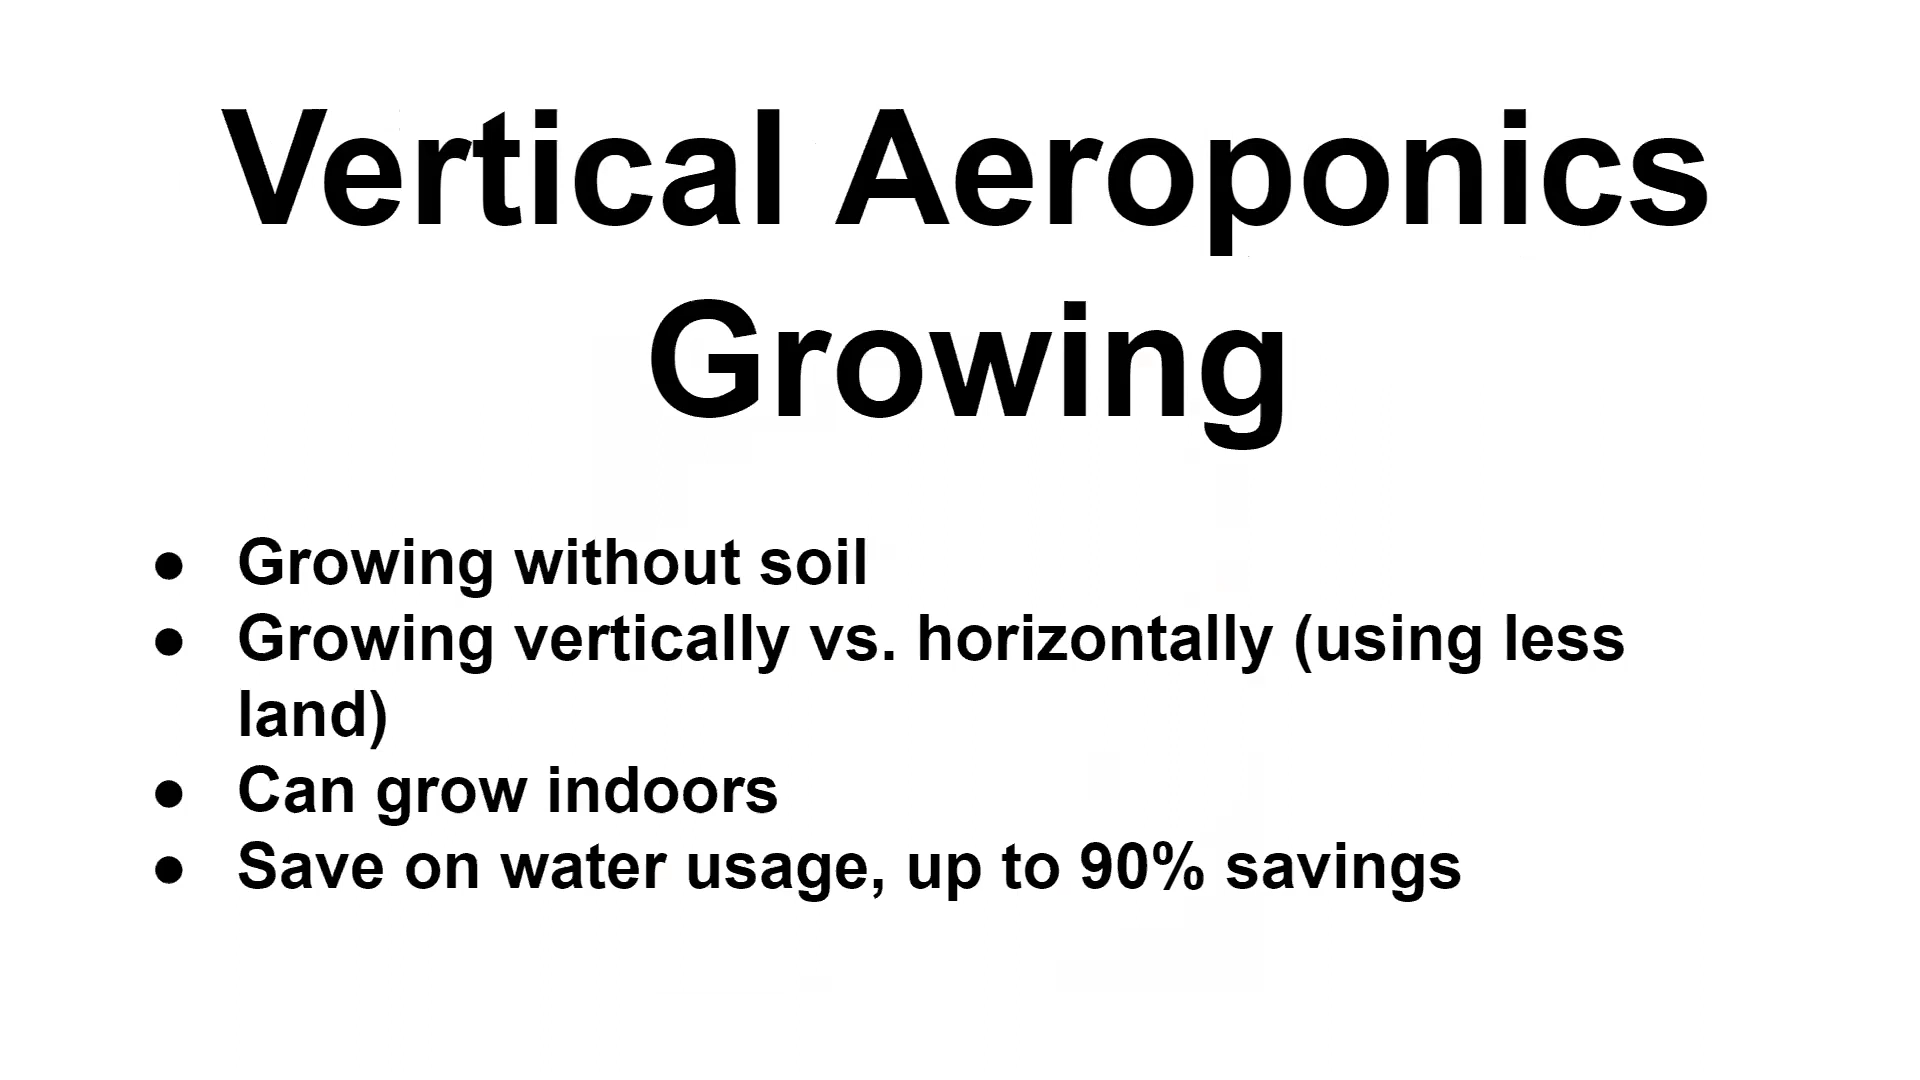 Vertical Aeroponics
Growing
● Growing without soil
● Growing vertically vs. horizontally (using less
land)
● Can grow indoors
● Save on water usage, up to 90% savings